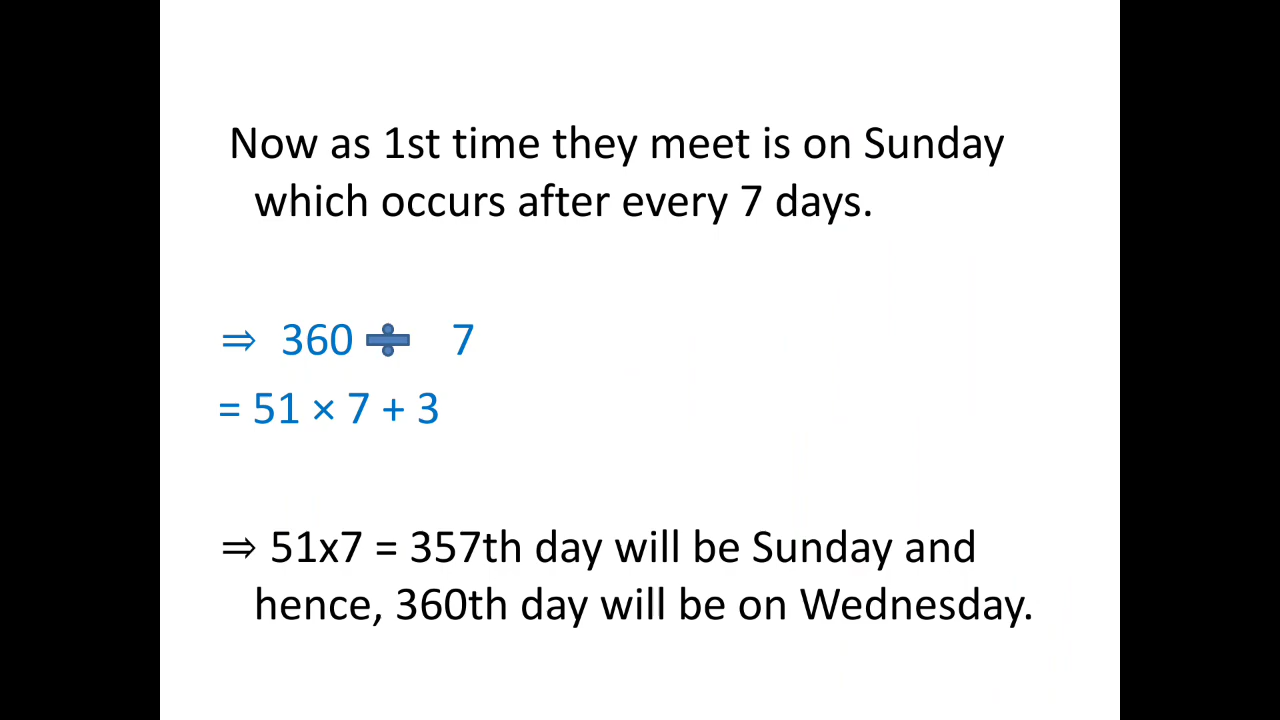 Now as 1st time they meet is on Sunday
which occurs after every 7 days.
⇒ 360 ÷ 7
= 51 × 7 + 3
⇒ 51x7 = 357th day will be Sunday and
hence, 360th day will be on Wednesday.